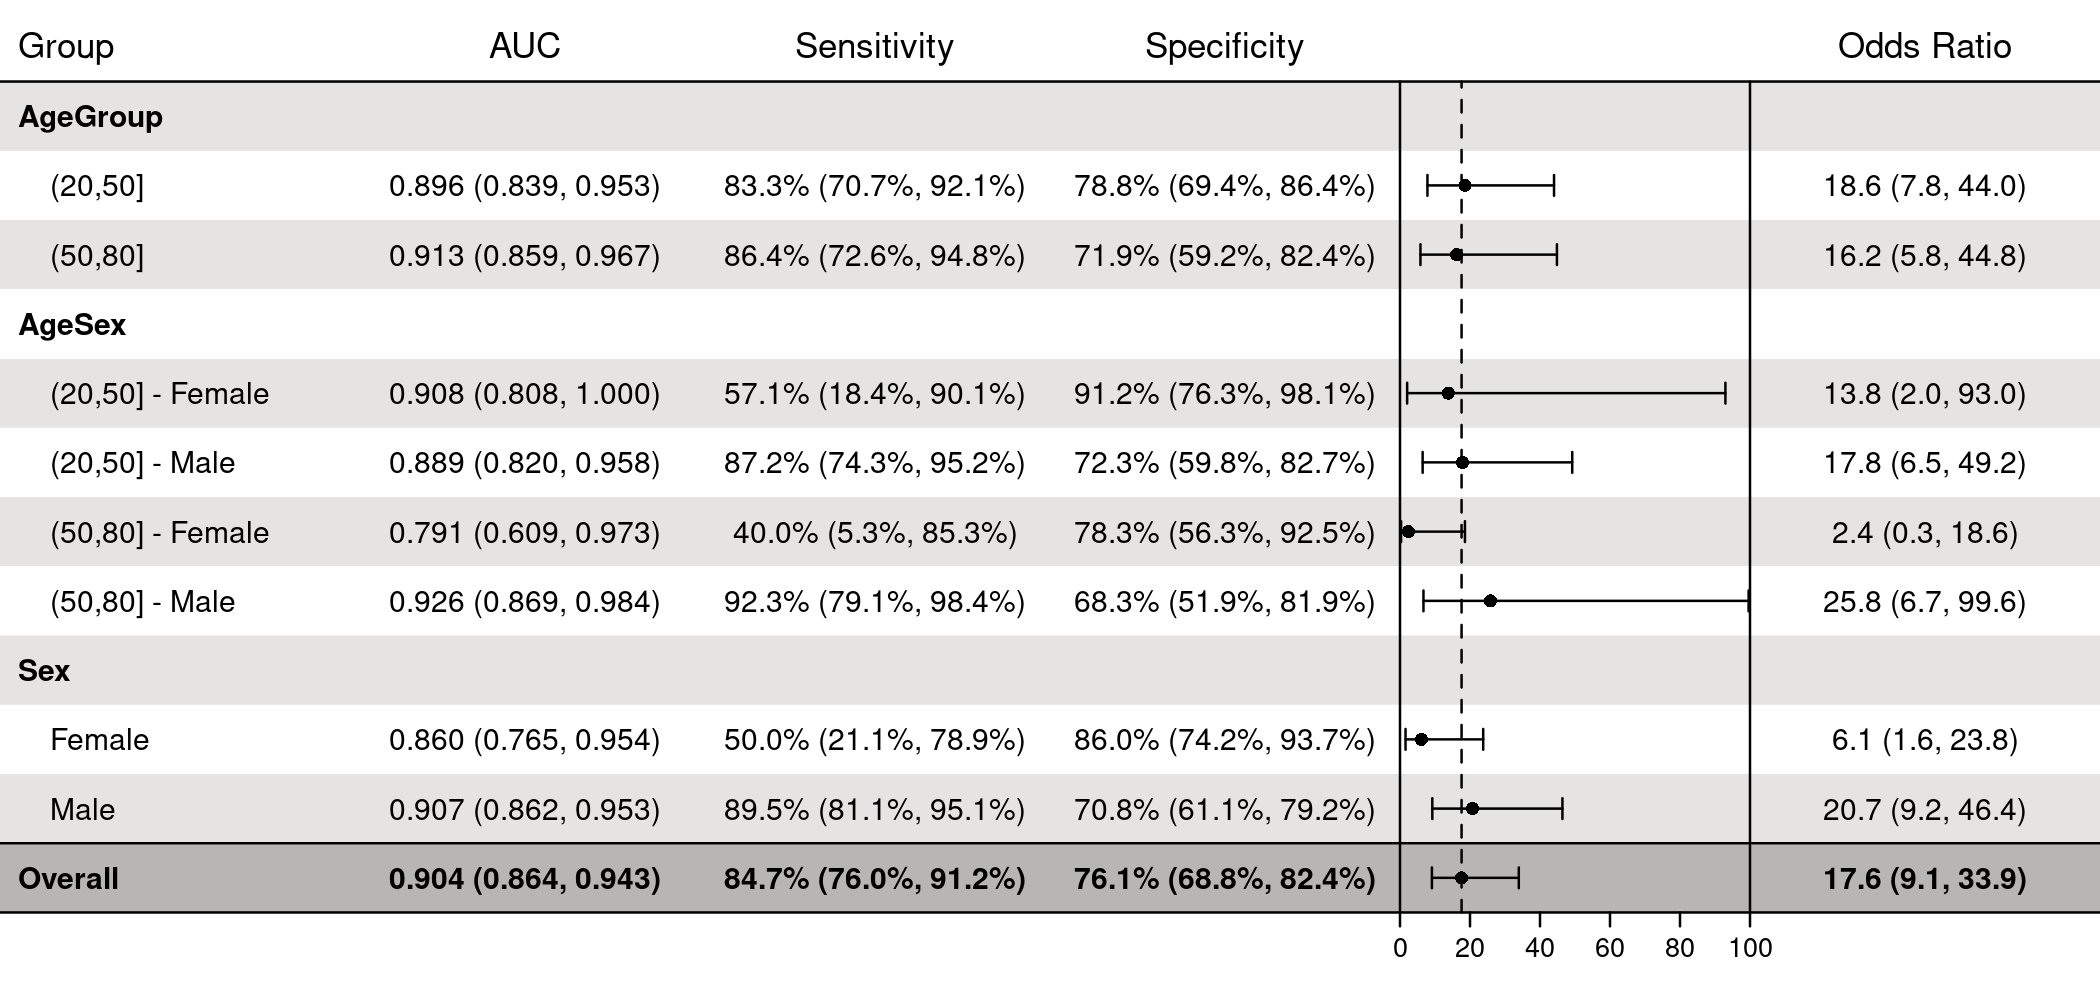 Group AUC Sensitivity Specificity Odds Ratio
AgeGroup
(20,50] 0.896 (0.839, 0.953) 83.3% (70.7%, 92.1%) 78.8% (69.4%, 86.4%) 18.6 (7.8, 44.0)
(50,80] 0.913 (0.859, 0.967) 86.4% (72.6%, 94.8%) 71.9% (59.2%, 82.4%) 16.2 (5.8, 44.8)
AgeSex
(20,50] - Female 0.908 (0.808, 1.000) 57.1% (18.4%, 90.1%) 91.2% (76.3%, 98.1%) 13.8 (2.0, 93.0)
(20,50] - Male 0.889 (0.820, 0.958) 87.2% (74.3%, 95.2%) 72.3% (59.8%, 82.7%) 17.8 (6.5, 49.2)
(50,80] - Female 0.791 (0.609, 0.973) 40.0% (5.3%, 85.3%) 78.3% (56.3%, 92.5%) 2.4 (0.3, 18.6)
(50,80] - Male 0.926 (0.869, 0.984) 92.3% (79.1%, 98.4%) 68.3% (51.9%, 81.9%) 25.8 (6.7, 99.6)
Sex
Female 0.860 (0.765, 0.954) 50.0% (21.1%, 78.9%) 86.0% (74.2%, 93.7%) 6.1 (1.6, 23.8)
Male 0.907 (0.862, 0.953) 89.5% (81.1%, 95.1%) 70.8% (61.1%, 79.2%) 20.7 (9.2, 46.4)
Overall 0.904 (0.864, 0.943) 84.7% (76.0%, 91.2%) 76.1% (68.8%, 82.4%) 17.6 (9.1, 33.9)
0 20 40 60 80 100